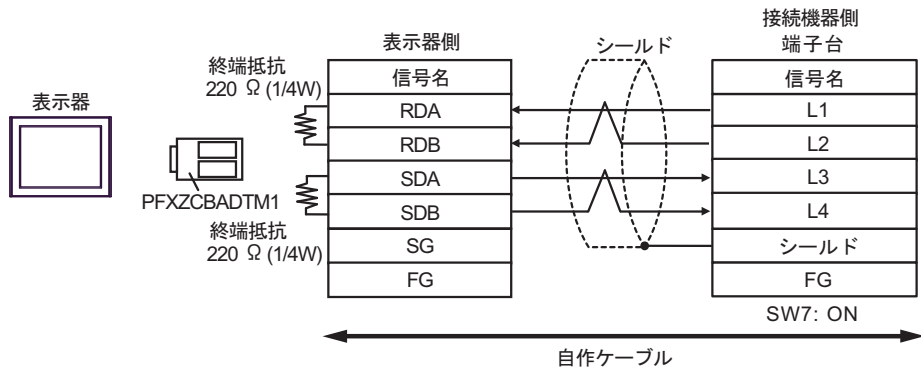 表示器
PFXZCBADTM1
終端抵抗
220 Ω (1/4W)
終端抵抗
220 Ω (1/4W)
表示器側
信号名
RDA
RDB
SDA
SDB
SG
FG
シールド
接続機器側
端子台
信号名
L1
L2
L3
L4
シールド
FG
SW7: ON
自作ケーブル